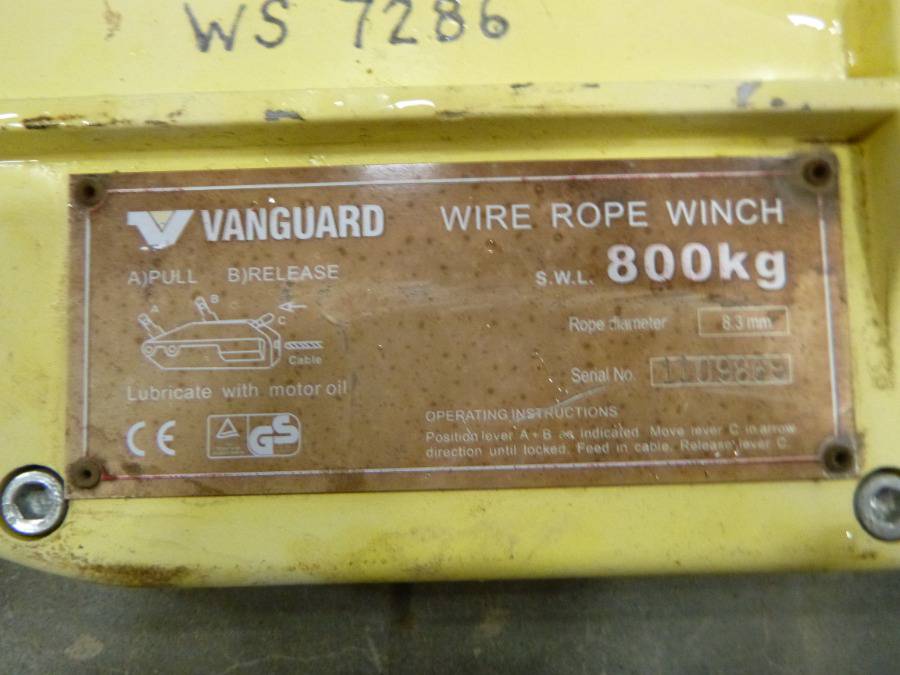 WS 7286
VANGUARD
WIRE ROPE WINCH
A)PULL B)RELEASE
S.W.L. 800kg
A
B
C
Cable
Rope diameter 8.3 mm
Serial No.
Lubricate with motor oil
CE
GS
OPERATING INSTRUCTIONS
Position lever A + B as indicated. Move lever C in arrow
direction until locked. Feed in cable. Release lever C.